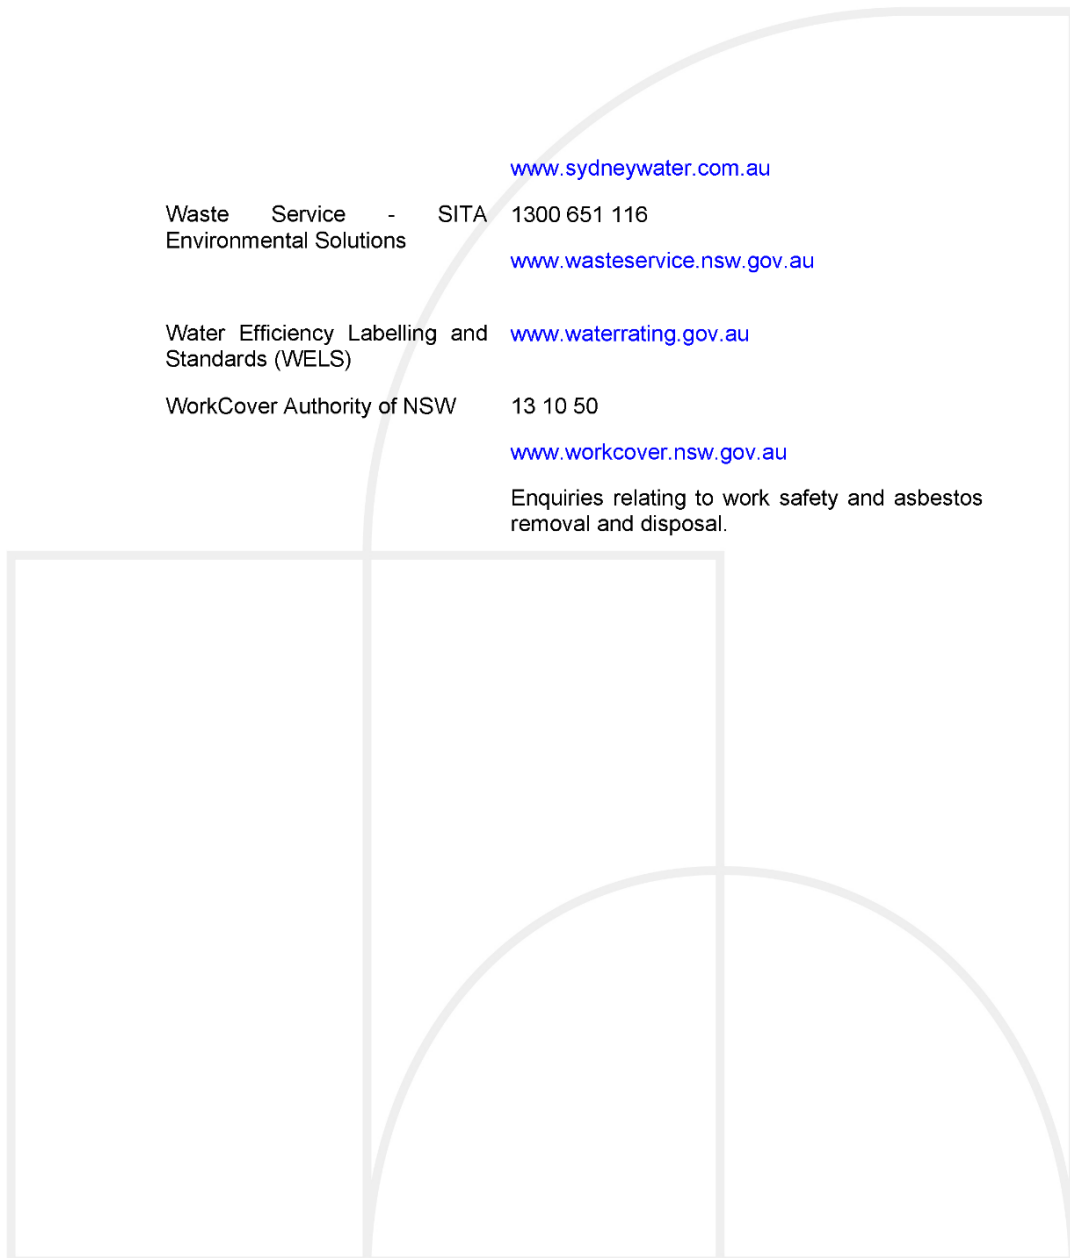 www.sydneywater.com.au
Waste Service - SITA Environmental Solutions
1300 651 116
www.wasteservice.nsw.gov.au
Water Efficiency Labelling and Standards (WELS)
www.waterrating.gov.au
WorkCover Authority of NSW
13 10 50
www.workcover.nsw.gov.au
Enquiries relating to work safety and asbestos
removal and disposal.